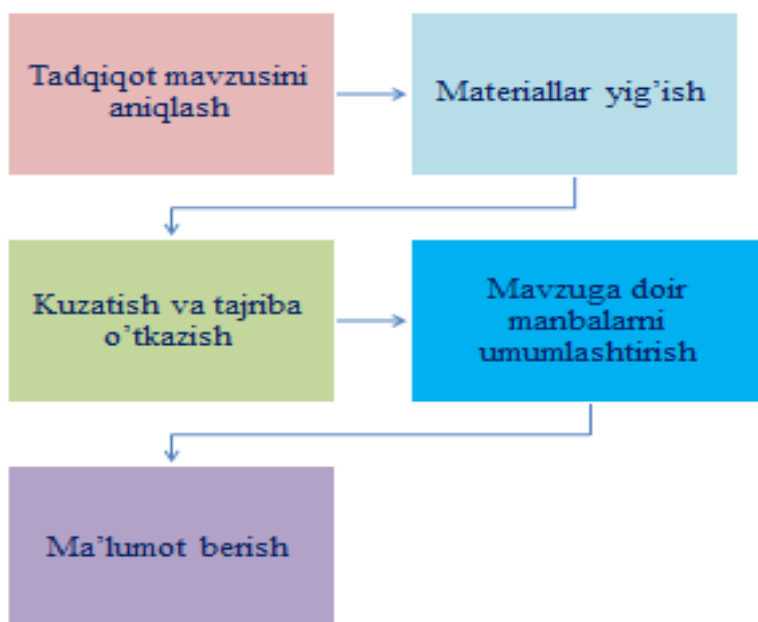 Tadqiqot mavzusini
aniqlash
Materiallar yig’ish
Kuzatish va tajriba
o’tkazish
Mavzuga doir
manbalarni
umumlashtirish
Ma’lumot berish